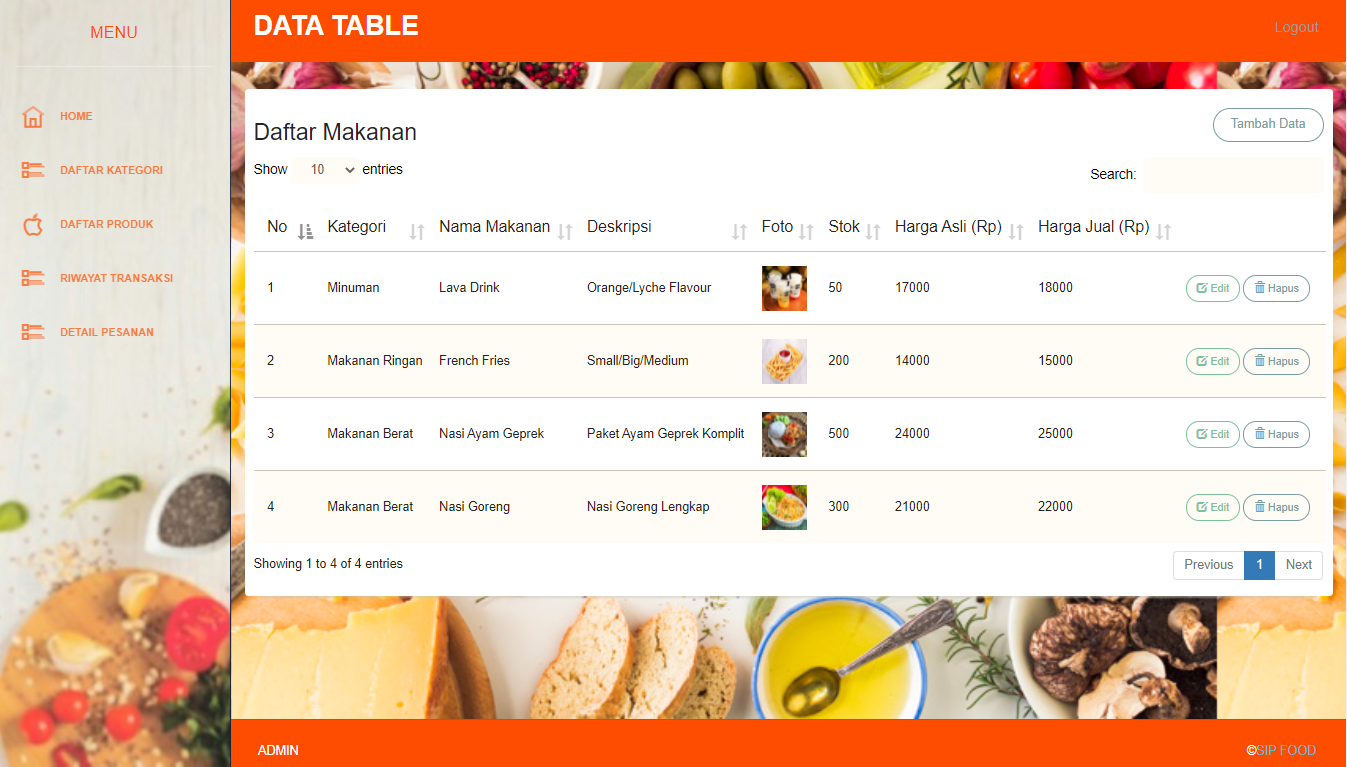 MENU
HOME
DAFTAR KATEGORI
DAFTAR PRODUK
RIWAYAT TRANSAKSI
DETAIL PESANAN
DATA TABLE
Logout
Daftar Makanan
Tambah Data
Show 10 entries
Search:
No Kategori Nama Makanan Deskripsi Foto Stok Harga Asli (Rp) Harga Jual (Rp)
1 Minuman Lava Drink Orange/Lyche Flavour 50 17000 18000 Edit Hapus
2 Makanan Ringan French Fries Small/Big/Medium 200 14000 15000 Edit Hapus
3 Makanan Berat Nasi Ayam Geprek Paket Ayam Geprek Komplit 500 24000 25000 Edit Hapus
4 Makanan Berat Nasi Goreng Nasi Goreng Lengkap 300 21000 22000 Edit Hapus
Showing 1 to 4 of 4 entries
Previous 1 Next
ADMIN
©SIP FOOD